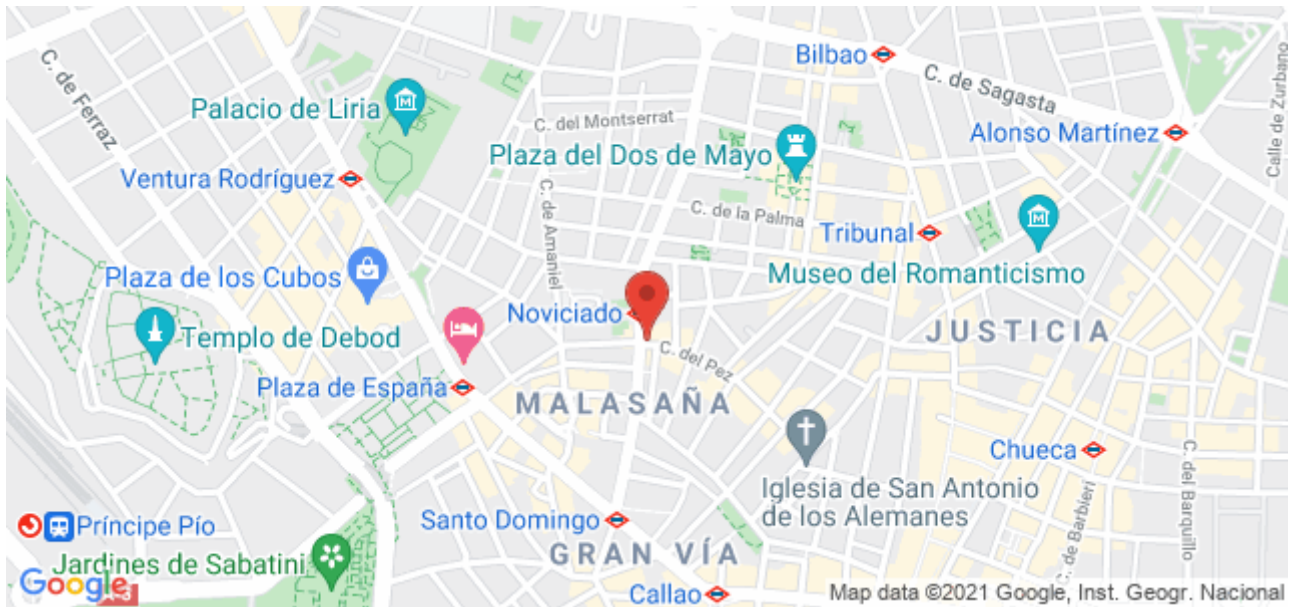 Bilbao
C. de Sagasta
Calle de Zurbano
C. de Ferraz
Palacio de Liria
C. del Montserrat
Alonso Martínez
Plaza del Dos de Mayo
Ventura Rodríguez
C. de Amaniel
C. de la Palma
Tribunal
Plaza de los Cubos
Museo del Romanticismo
Noviciado
Templo de Debod
JUSTICIA
C. del Pez
Plaza de España
MALASAÑA
Chueca
Iglesia de San Antonio
de los Alemanes
C. de Barbieri
C. del Barquillo
Príncipe Pío
Santo Domingo
GRAN VÍA
Jardines de Sabatini
Google
Callao
Map data ©2021 Google, Inst. Geogr. Nacional